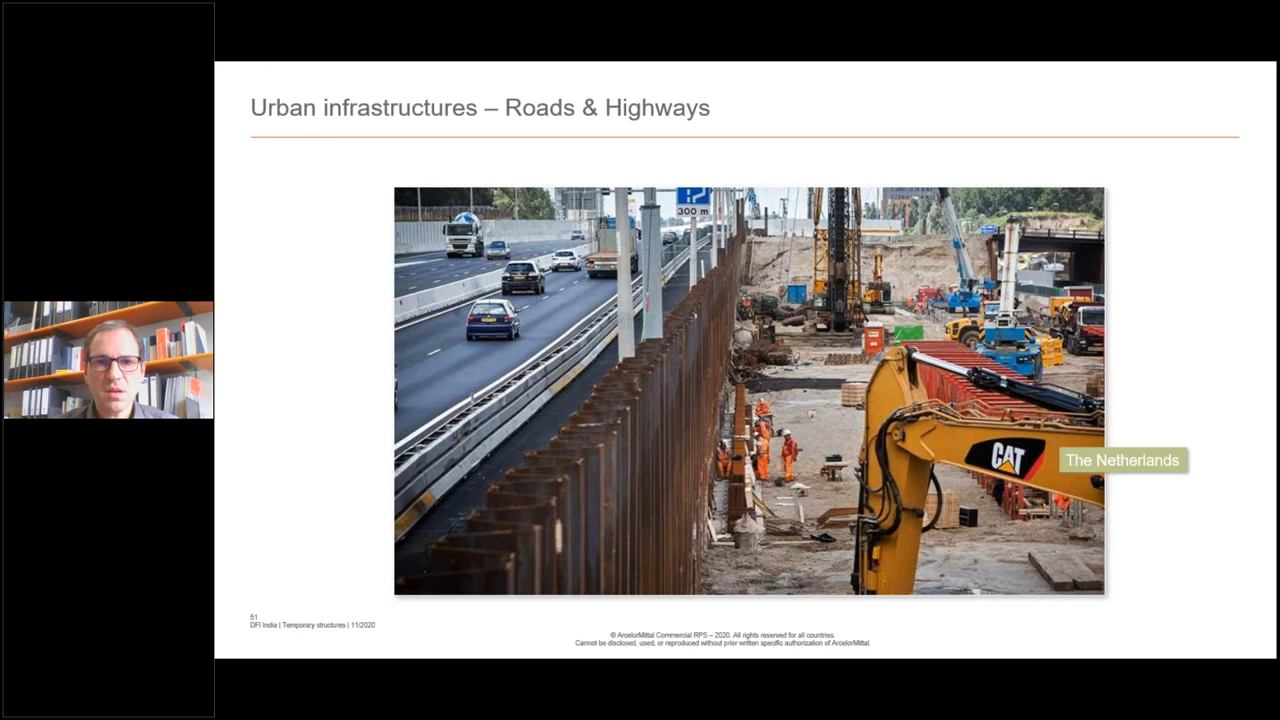 Urban infrastructures – Roads & Highways
300 m
CAT
The Netherlands
51
DFI India | Temporary structures | 11/2020
© ArcelorMittal Commercial RPS – 2020. All rights reserved for all countries.
Cannot be disclosed, used, or reproduced without prior written specific authorization of ArcelorMittal.